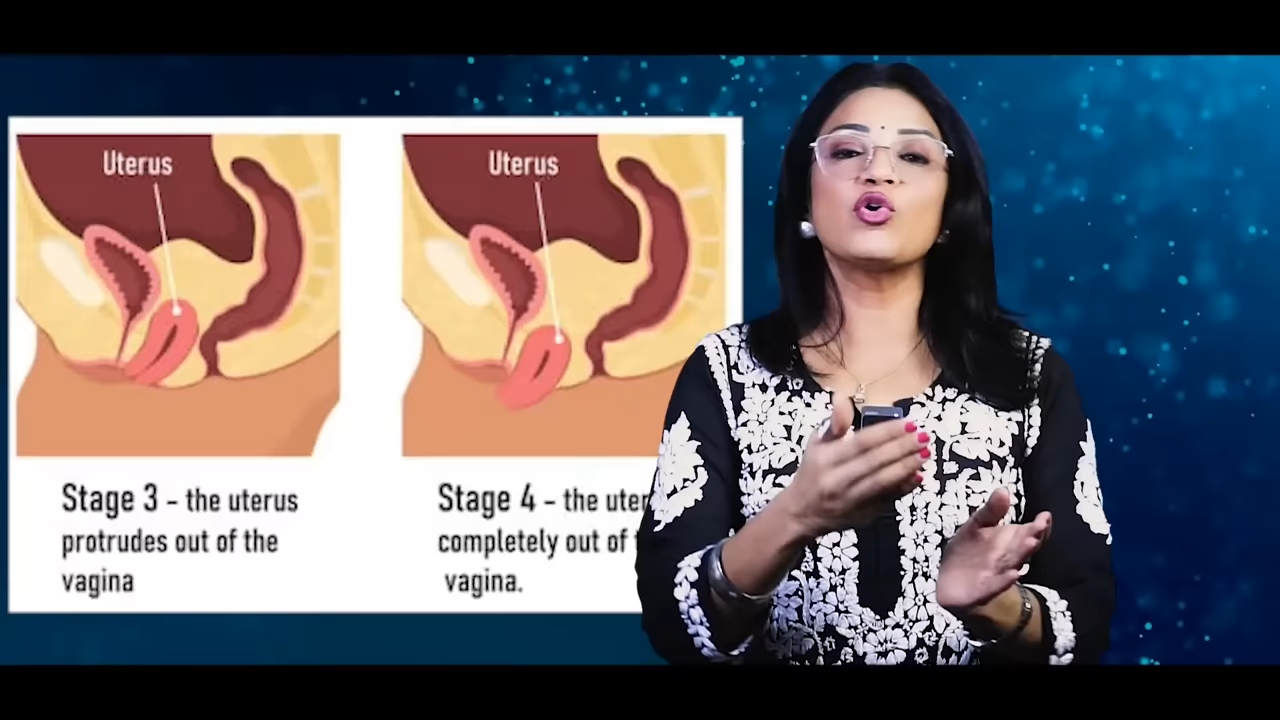 Uterus
Uterus
Stage 3 – the uterus
protrudes out of the
vagina
Stage 4 – the
completely out of
vagina.